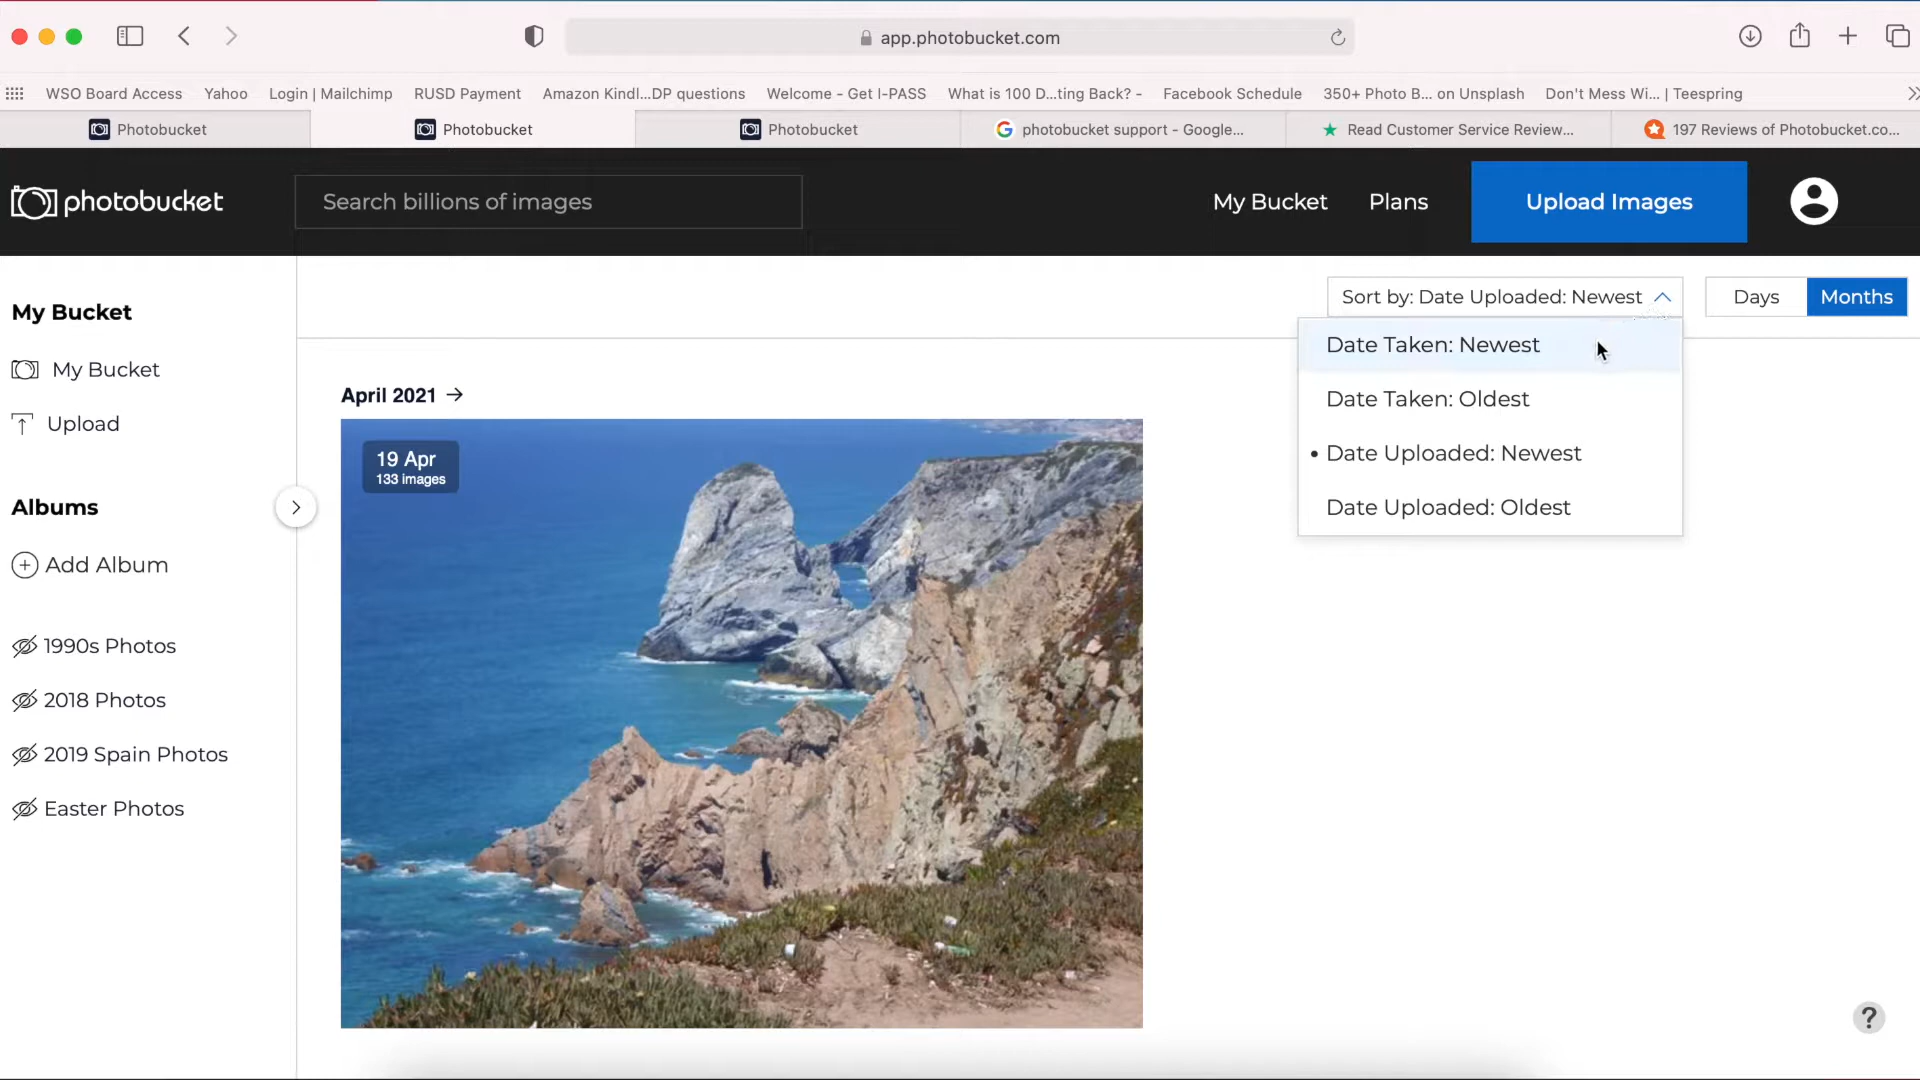 app.photobucket.com
WSO Board Access Yahoo Login | Mailchimp RUSD Payment Amazon Kindl...DP questions Welcome - Get I-PASS What is 100 D...ting Back? - Facebook Schedule 350+ Photo B... on Unsplash Don't Mess Wi... | Teespring
Photobucket Photobucket Photobucket photobucket support - Google... Read Customer Service Review... 197 Reviews of Photobucket.co...
photobucket Search billions of images My Bucket Plans Upload Images
Sort by: Date Uploaded: Newest Days Months
Date Taken: Newest
Date Taken: Oldest
• Date Uploaded: Newest
Date Uploaded: Oldest
My Bucket
My Bucket
Upload
Albums
Add Album
1990s Photos
2018 Photos
2019 Spain Photos
Easter Photos
April 2021 →
19 Apr
133 images
?